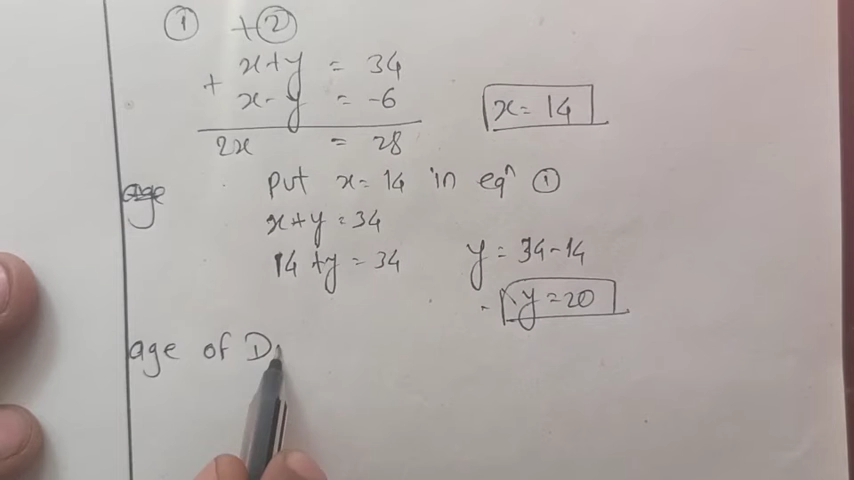 ① + ②
x+y = 34
+ x-y = -6
2x = 28
x = 14
put x=14 in eqn ①
x+y = 34
14+y = 34
y = 34-14
y = 20
age of D